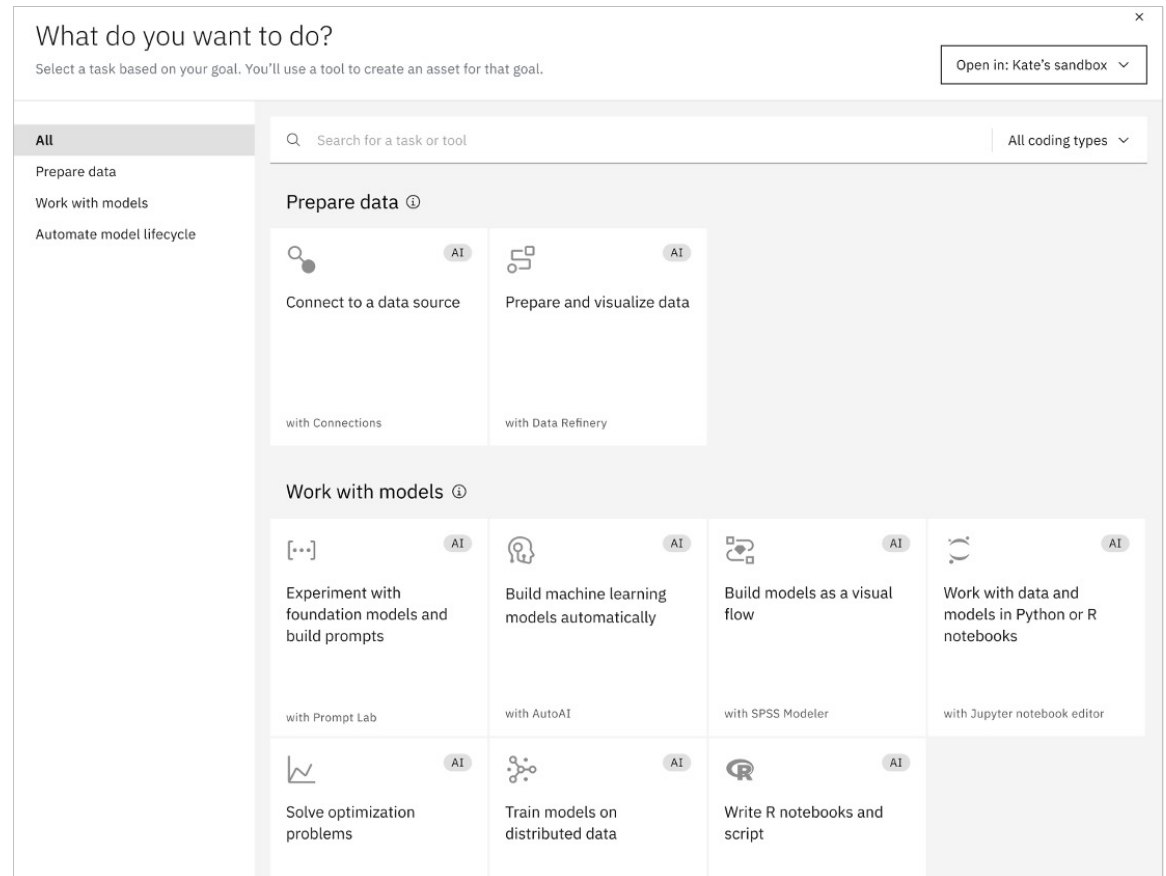 What do you want to do?
Select a task based on your goal. You'll use a tool to create an asset for that goal.
Open in: Kate's sandbox
All
Prepare data
Work with models
Automate model lifecycle
Search for a task or tool
All coding types
Prepare data
AI
Connect to a data source
with Connections
AI
Prepare and visualize data
with Data Refinery
Work with models
AI
Experiment with
foundation models and
build prompts
with Prompt Lab
AI
Build machine learning
models automatically
with AutoAI
AI
Build models as a visual
flow
with SPSS Modeler
AI
Work with data and
models in Python or R
notebooks
with Jupyter notebook editor
AI
Solve optimization
problems
AI
Train models on
distributed data
R
AI
Write R notebooks and
script